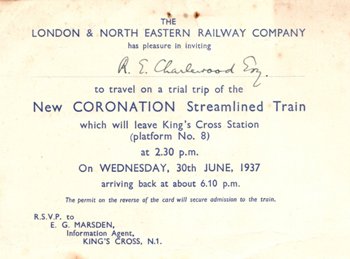 THE
LONDON & NORTH EASTERN RAILWAY COMPANY
has pleasure in inviting
R. E. Charlewood Esq.
to travel on a trial trip of the
New CORONATION Streamlined Train
which will leave King's Cross Station
(platform No. 8)
at 2.30 p.m.
On WEDNESDAY, 30th JUNE, 1937
arriving back at about 6.10 p.m.
The permit on the reverse of the card will secure admission to the train.
R.S.V.P. to
E. G. MARSDEN,
Information Agent,
KING'S CROSS, N.1.